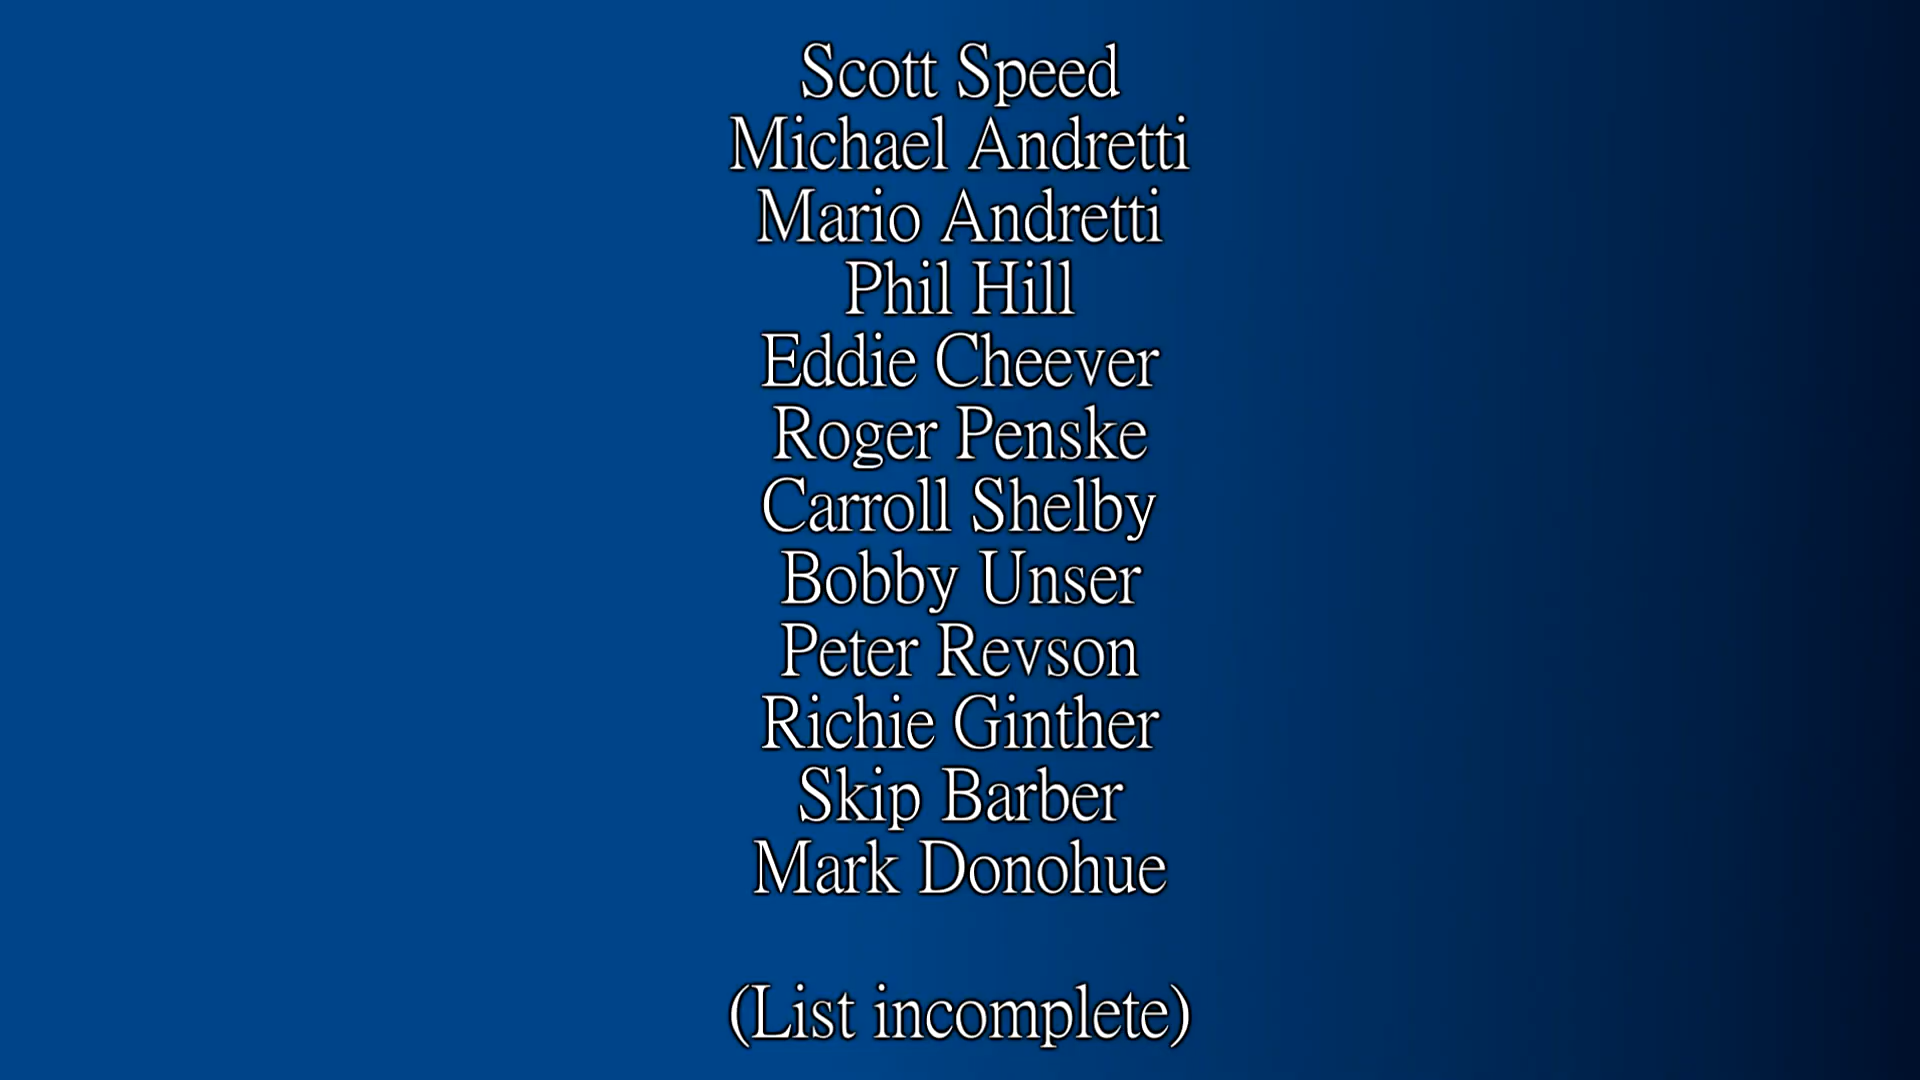 Scott Speed
Michael Andretti
Mario Andretti
Phil Hill
Eddie Cheever
Roger Penske
Carroll Shelby
Bobby Unser
Peter Revson
Richie Ginther
Skip Barber
Mark Donohue
(List incomplete)